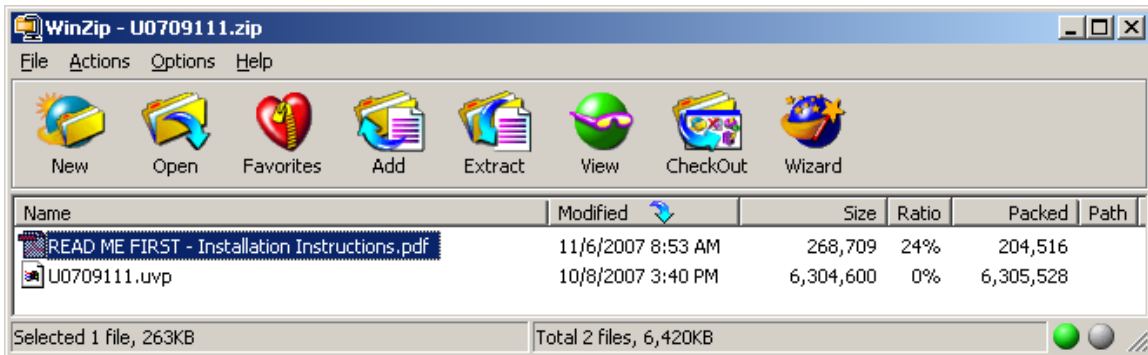 WinZip - U0709111.zip
File Actions Options Help
New Open Favorites Add Extract View CheckOut Wizard
Name Modified Size Ratio Packed Path
READ ME FIRST - Installation Instructions.pdf 11/6/2007 8:53 AM 268,709 24% 204,516
U0709111.uvp 10/8/2007 3:40 PM 6,304,600 0% 6,305,528
Selected 1 file, 263KB Total 2 files, 6,420KB